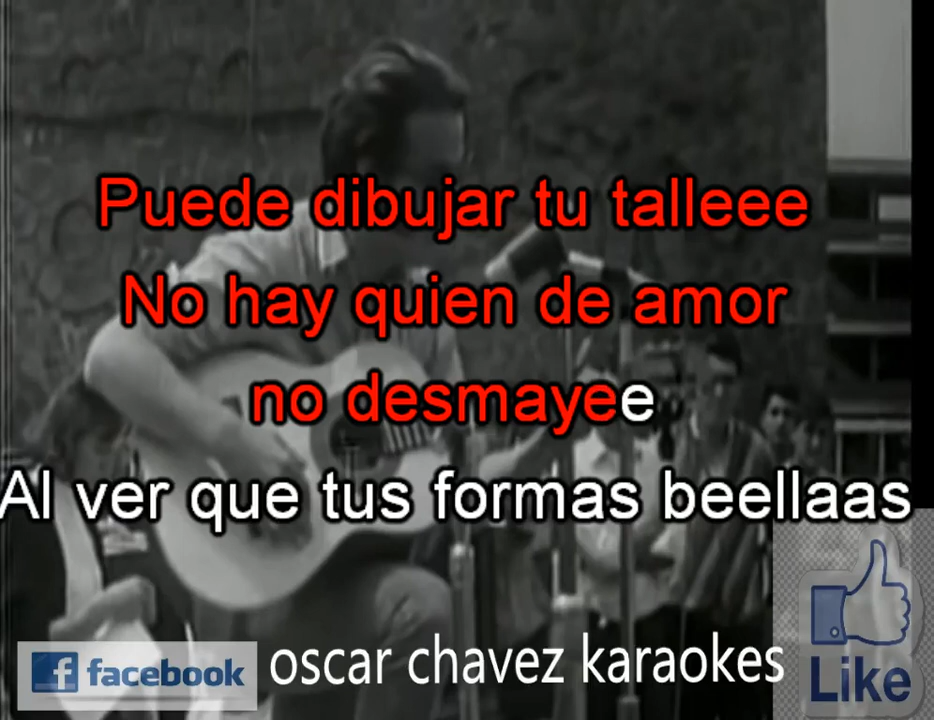 Puede dibujar tu talleee
No hay quien de amor
no desmayee
Al ver que tus formas beellaas
facebook
oscar chavez karaokes
Like